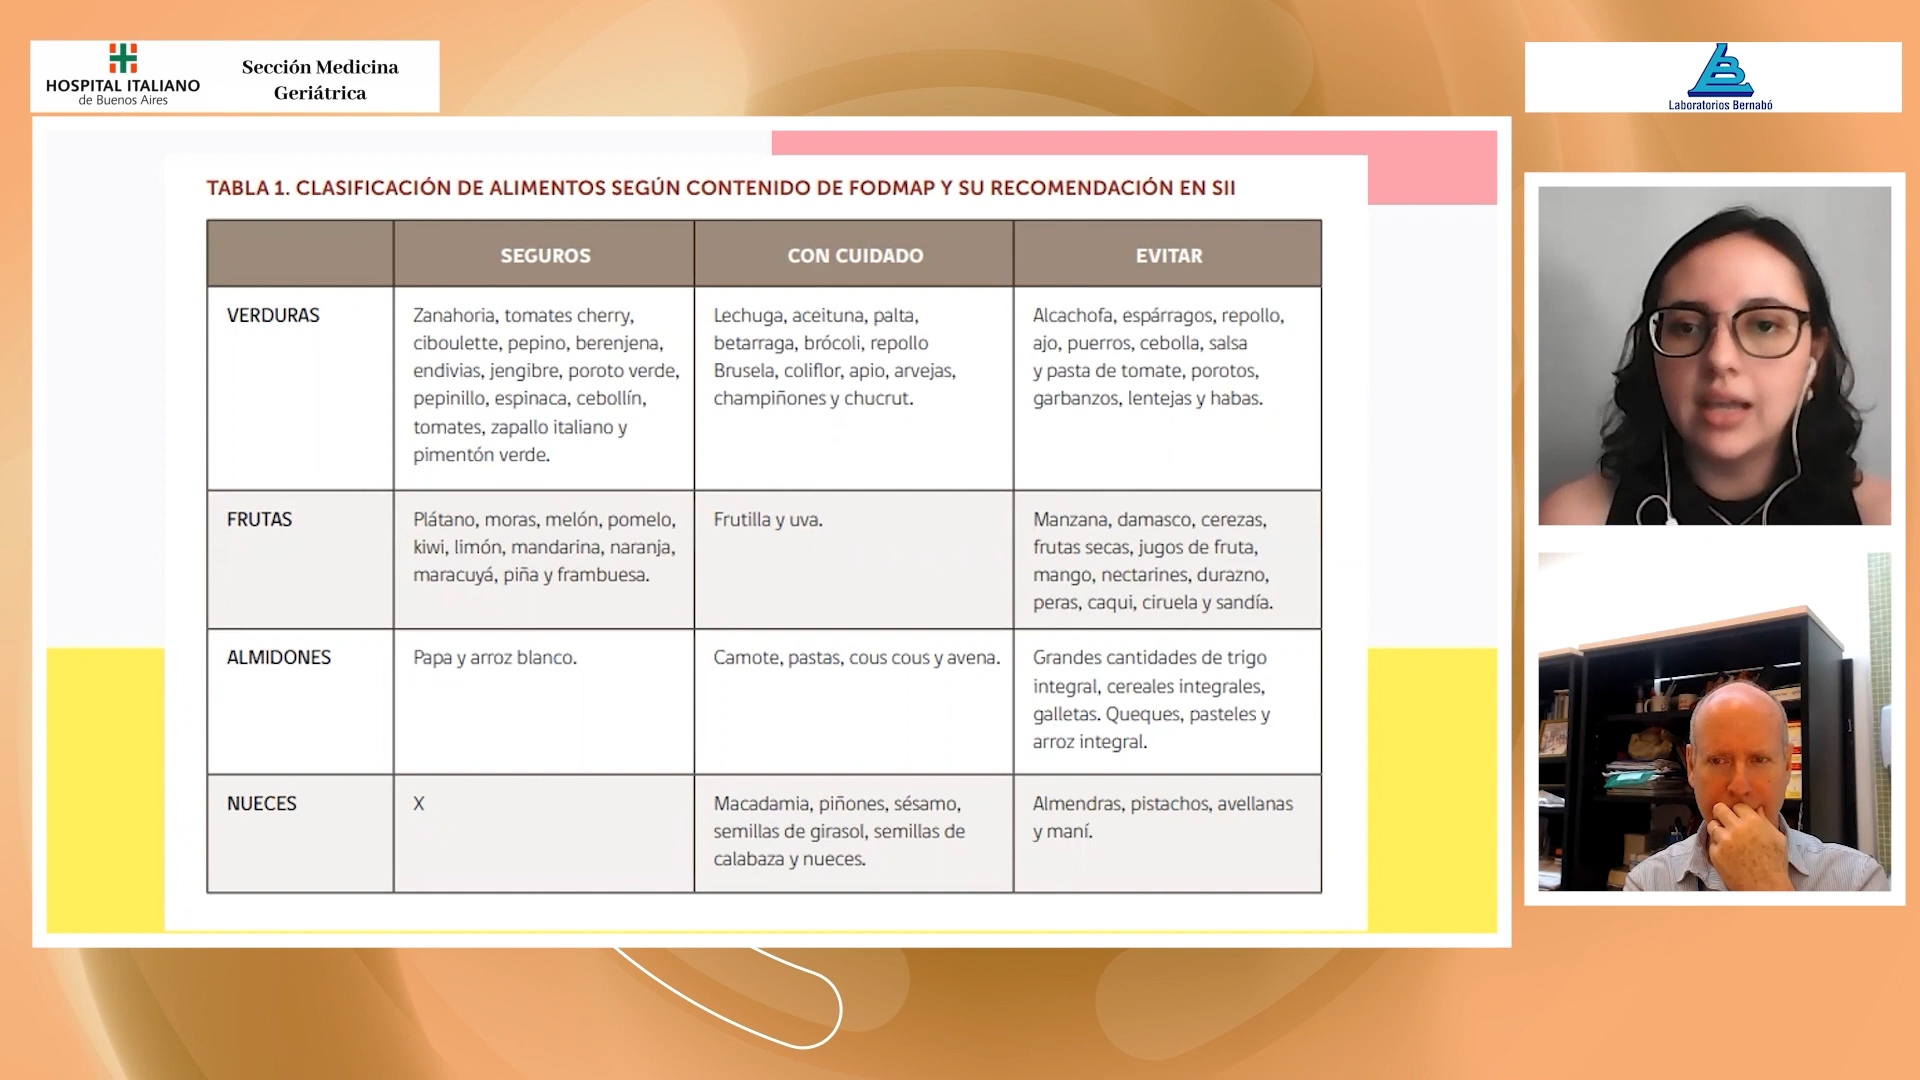 HOSPITAL ITALIANO
de Buenos Aires
Sección Medicina
Geriátrica
Laboratorios Bernabó
TABLA 1. CLASIFICACIÓN DE ALIMENTOS SEGÚN CONTENIDO DE FODMAP Y SU RECOMENDACIÓN EN SII
SEGUROS
CON CUIDADO
EVITAR
VERDURAS
Zanahoria, tomates cherry,
ciboulette, pepino, berenjena,
endivias, jengibre, poroto verde,
pepinillo, espinaca, cebollín,
tomates, zapallo italiano y
pimentón verde.
Lechuga, aceituna, palta,
betarraga, brócoli, repollo
Brusela, coliflor, apio, arvejas,
champiñones y chucrut.
Alcachofa, espárragos, repollo,
ajo, puerros, cebolla, salsa
y pasta de tomate, porotos,
garbanzos, lentejas y habas.
FRUTAS
Plátano, moras, melón, pomelo,
kiwi, limón, mandarina, naranja,
maracuyá, piña y frambuesa.
Frutilla y uva.
Manzana, damasco, cerezas,
frutas secas, jugos de fruta,
mango, nectarines, durazno,
peras, caqui, ciruela y sandía.
ALMIDONES
Papa y arroz blanco.
Camote, pastas, cous cous y avena.
Grandes cantidades de trigo
integral, cereales integrales,
galletas. Queques, pasteles y
arroz integral.
NUECES
X
Macadamia, piñones, sésamo,
semillas de girasol, semillas de
calabaza y nueces.
Almendras, pistachos, avellanas
y maní.